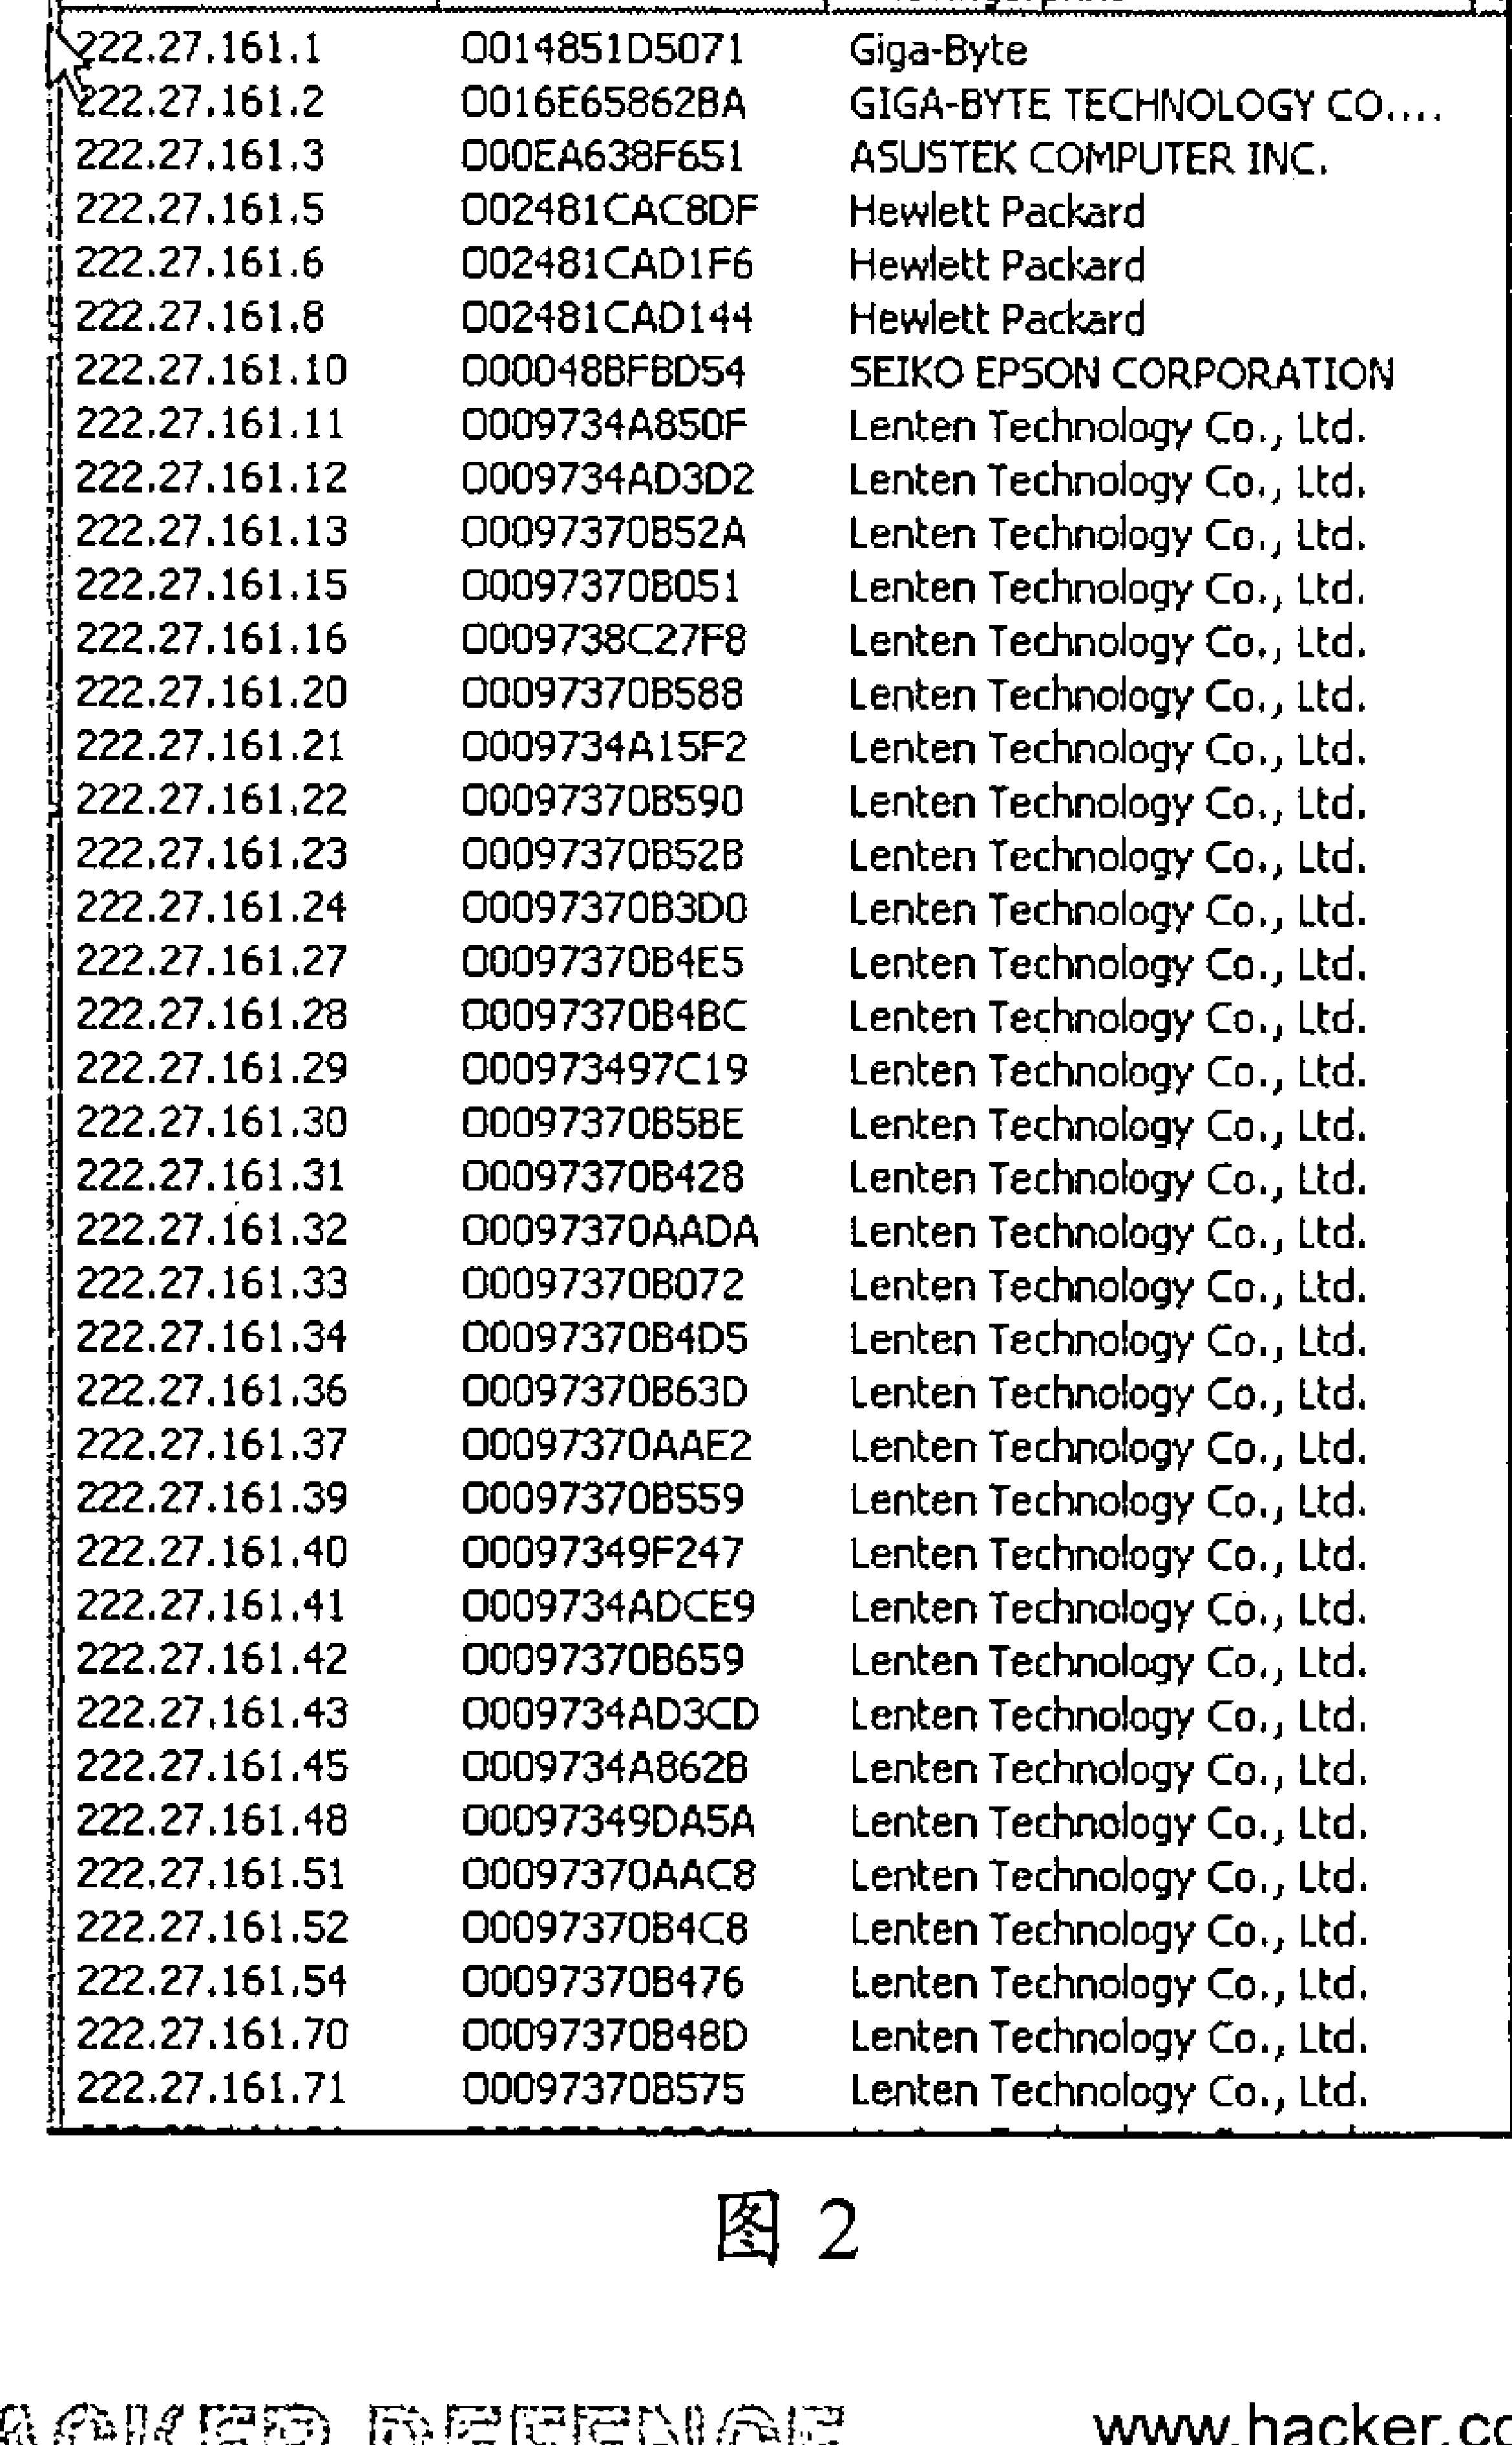 222.27.161.1 0014851D5071 Giga-Byte
222.27.161.2 0016E65862BA GIGA-BYTE TECHNOLOGY CO....
222.27.161.3 000EA638F651 ASUSTEK COMPUTER INC.
222.27.161.5 002481CAC8DF Hewlett Packard
222.27.161.6 002481CAD1F6 Hewlett Packard
222.27.161.8 002481CAD144 Hewlett Packard
222.27.161.10 000048BFBD54 SEIKO EPSON CORPORATION
222.27.161.11 0009734A850F Lenten Technology Co., Ltd.
222.27.161.12 0009734AD3D2 Lenten Technology Co., Ltd.
222.27.161.13 00097370B52A Lenten Technology Co., Ltd.
222.27.161.15 00097370B051 Lenten Technology Co., Ltd.
222.27.161.16 0009738C27F8 Lenten Technology Co., Ltd.
222.27.161.20 00097370B588 Lenten Technology Co., Ltd.
222.27.161.21 0009734A15F2 Lenten Technology Co., Ltd.
222.27.161.22 00097370B590 Lenten Technology Co., Ltd.
222.27.161.23 00097370B52B Lenten Technology Co., Ltd.
222.27.161.24 00097370B3D0 Lenten Technology Co., Ltd.
222.27.161.27 00097370B4E5 Lenten Technology Co., Ltd.
222.27.161.28 00097370B4BC Lenten Technology Co., Ltd.
222.27.161.29 000973497C19 Lenten Technology Co., Ltd.
222.27.161.30 00097370B5BE Lenten Technology Co., Ltd.
222.27.161.31 00097370B428 Lenten Technology Co., Ltd.
222.27.161.32 00097370AADA Lenten Technology Co., Ltd.
222.27.161.33 00097370B072 Lenten Technology Co., Ltd.
222.27.161.34 00097370B4D5 Lenten Technology Co., Ltd.
222.27.161.36 00097370B63D Lenten Technology Co., Ltd.
222.27.161.37 00097370AAE2 Lenten Technology Co., Ltd.
222.27.161.39 00097370B559 Lenten Technology Co., Ltd.
222.27.161.40 00097349F247 Lenten Technology Co., Ltd.
222.27.161.41 0009734ADCE9 Lenten Technology Co., Ltd.
222.27.161.42 00097370B659 Lenten Technology Co., Ltd.
222.27.161.43 0009734AD3CD Lenten Technology Co., Ltd.
222.27.161.45 0009734A862B Lenten Technology Co., Ltd.
222.27.161.48 00097349DA5A Lenten Technology Co., Ltd.
222.27.161.51 00097370AAC8 Lenten Technology Co., Ltd.
222.27.161.52 00097370B4C8 Lenten Technology Co., Ltd.
222.27.161.54 00097370B476 Lenten Technology Co., Ltd.
222.27.161.70 00097370B48D Lenten Technology Co., Ltd.
222.27.161.71 00097370B575 Lenten Technology Co., Ltd.
图 2
ACKER DEFENCE www.hacker.co